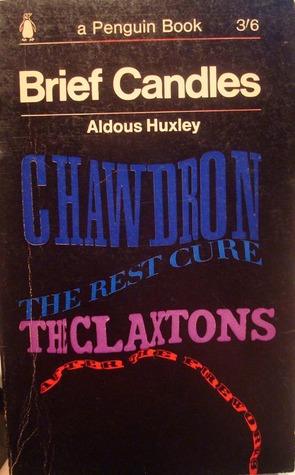 a Penguin Book 3/6
Brief Candles
Aldous Huxley
CHAWDRON
THE REST CURE
THE CLAXTONS
AFTER THE FIREWORKS